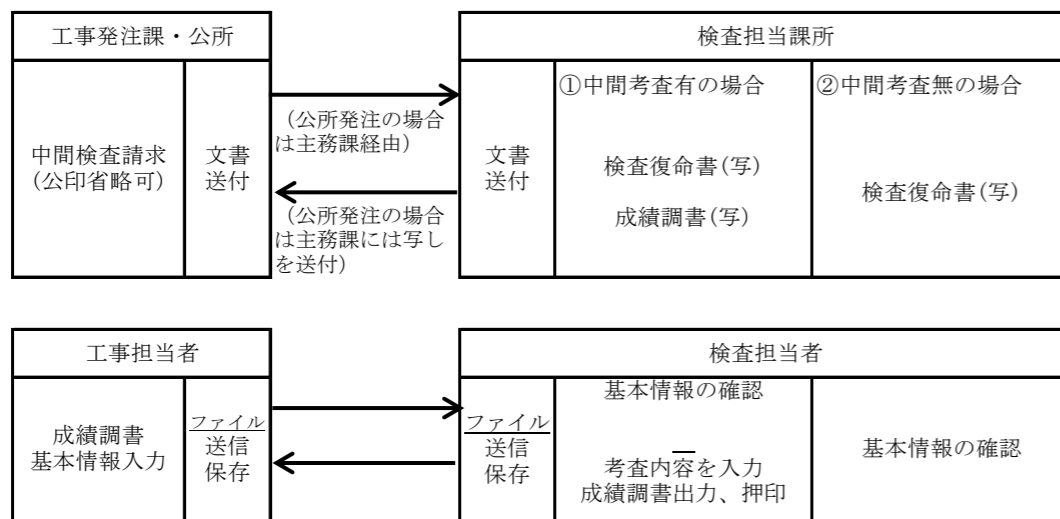 工事発注課・公所
検査担当課所
中間検査請求
(公印省略可)
文書
送付
（公所発注の場合
は主務課経由）
（公所発注の場合
は主務課には写し
を送付）
文書
送付
①中間考査有の場合
検査復命書(写)
成績調書(写)
②中間考査無の場合
検査復命書(写)
工事担当者
検査担当者
成績調書
基本情報入力
ファイル
送信
保存
ファイル
送信
保存
基本情報の確認
考査内容を入力
成績調書出力、押印
基本情報の確認